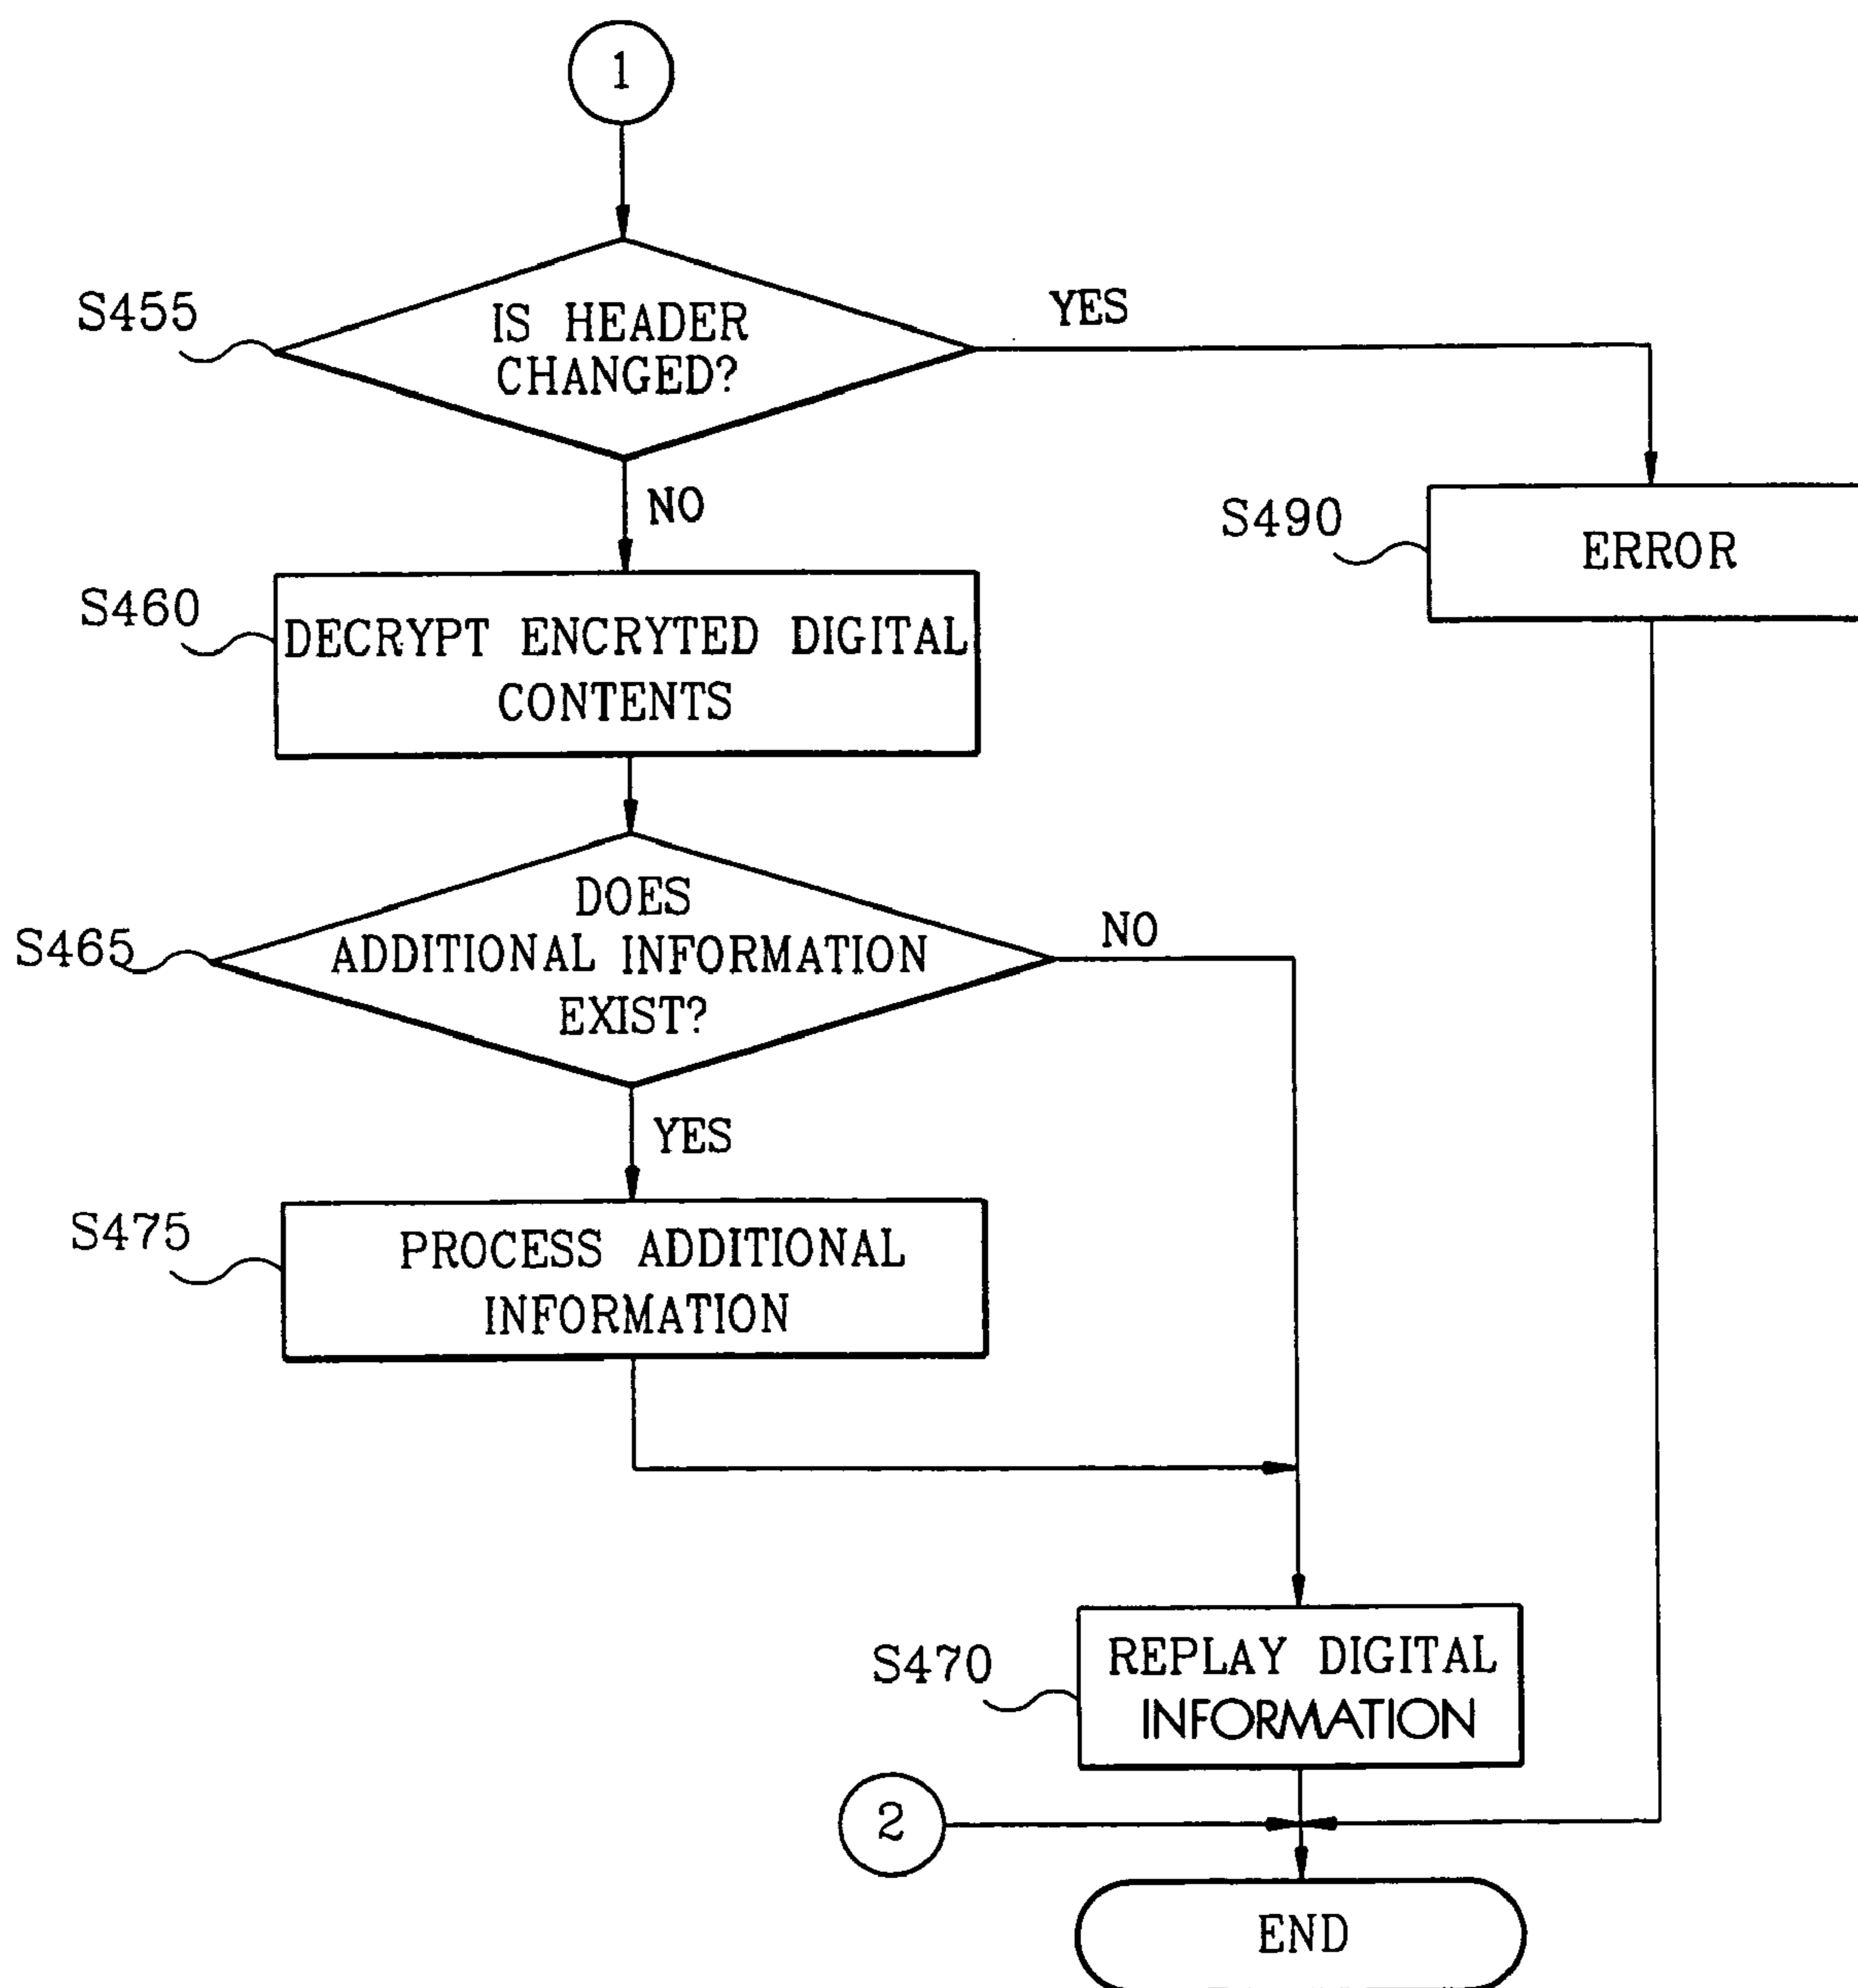 1
S455
IS HEADER
CHANGED?
YES
NO
S490
ERROR
S460
DECRYPT ENCRYTED DIGITAL
CONTENTS
S465
DOES
ADDITIONAL INFORMATION
EXIST?
NO
YES
S475
PROCESS ADDITIONAL
INFORMATION
S470
REPLAY DIGITAL
INFORMATION
2
END